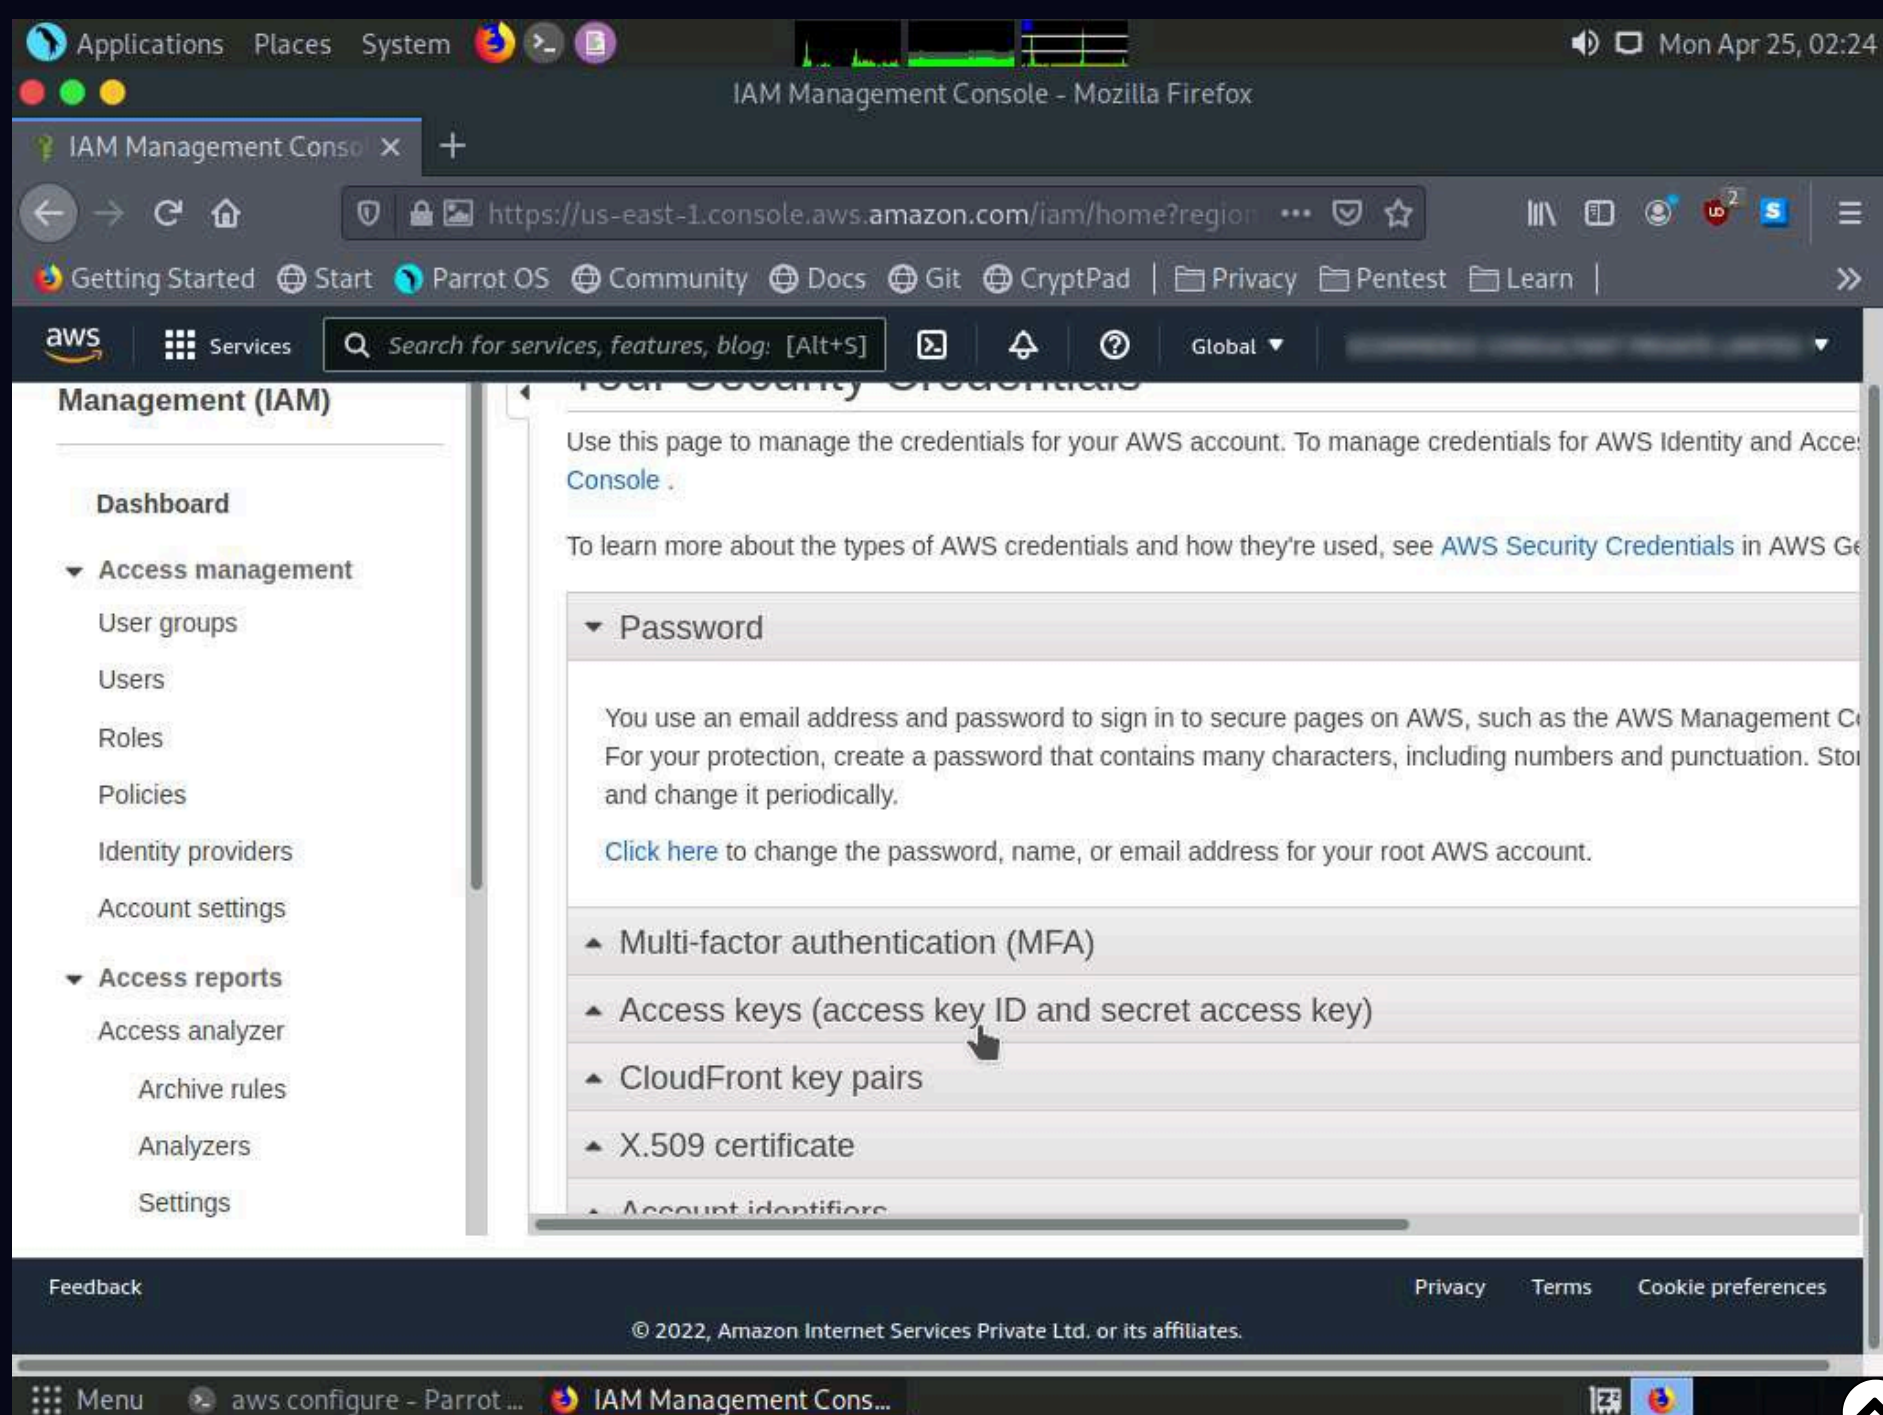 Applications Places System Mon Apr 25, 02:24
IAM Management Console - Mozilla Firefox
IAM Management Conso
https://us-east-1.console.aws.amazon.com/iam/home?region
2
Getting Started Start Parrot OS Community Docs Git CryptPad Privacy Pentest Learn
aws Services Search for services, features, blog: [Alt+S] Global
Management (IAM)
Dashboard
Access management
User groups
Users
Roles
Policies
Identity providers
Account settings
Access reports
Access analyzer
Archive rules
Analyzers
Settings
Your Security Credentials
Use this page to manage the credentials for your AWS account. To manage credentials for AWS Identity and Acce
Console .
To learn more about the types of AWS credentials and how they're used, see AWS Security Credentials in AWS Ge
Password
You use an email address and password to sign in to secure pages on AWS, such as the AWS Management Co
For your protection, create a password that contains many characters, including numbers and punctuation. Stor
and change it periodically.
Click here to change the password, name, or email address for your root AWS account.
Multi-factor authentication (MFA)
Access keys (access key ID and secret access key)
CloudFront key pairs
X.509 certificate
Account identifiers
Feedback Privacy Terms Cookie preferences
© 2022, Amazon Internet Services Private Ltd. or its affiliates.
Menu aws configure - Parrot ... IAM Management Cons...